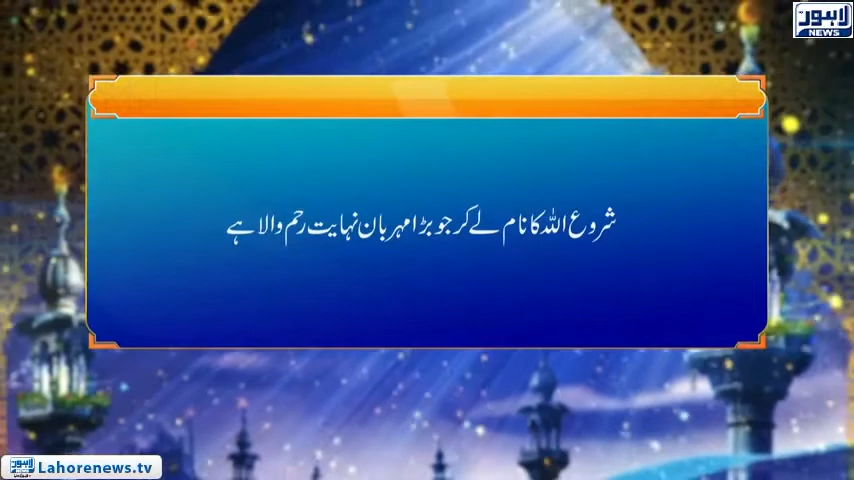 لاہور
NEWS
شروع اللہ کا نام لے کر جو بڑا مہربان نہایت رحم والا ہے
لاہور
Lahorenews.tv